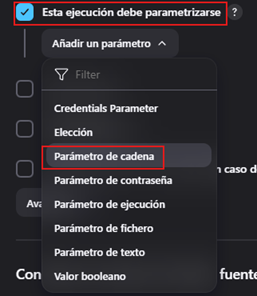 Esta ejecución debe parametrizarse ?
Añadir un parámetro
Filter
Credentials Parameter
Elección
Parámetro de cadena
Parámetro de contraseña
n caso de
Parámetro de ejecución
Ava
Parámetro de fichero
Parámetro de texto
Con
fuente
Valor booleano